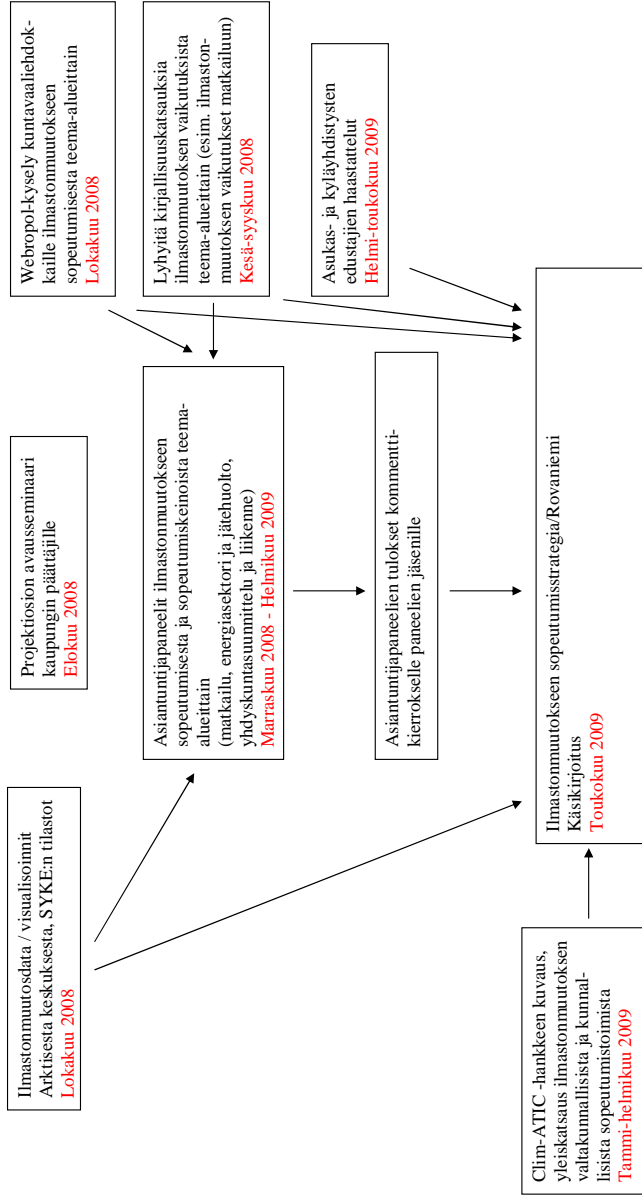 Ilmastonmuutosdata / visualisoinnit
Arktisesta keskuksesta, SYKE:n tilastot
Lokakuu 2008
Projektiosion avausseminaari
kaupungin päättäjille
Elokuu 2008
Webropol-kysely kuntavaaliehdok-
kaille ilmastonmuutokseen
sopeutumisesta teema-alueittain
Lokakuu 2008
Asiantuntijapaneelit ilmastonmuutokseen
sopeutumisesta ja sopeutumiskeinoista teema-
alueittain
(matkailu, energiasektori ja jätehuolto,
yhdyskuntasuunnittelu ja liikenne)
Marraskuu 2008 - Helmikuu 2009
Lyhyitä kirjallisuuskatsauksia
ilmastonmuutoksen vaikutuksista
teema-alueittain (esim. ilmaston-
muutoksen vaikutukset matkailuun)
Kesä-syyskuu 2008
Asiantuntijapaneelien tulokset kommentti-
kierrokselle paneelien jäsenille
Asukas- ja kyläyhdistysten
edustajien haastattelut
Helmi-toukokuu 2009
Clim-ATIC -hankkeen kuvaus,
yleiskatsaus ilmastonmuutoksen
valtakunnallisista ja kunnal-
lisista sopeutumistoimista
Tammi-helmikuu 2009
Ilmastonmuutokseen sopeutumisstrategia/Rovaniemi
Käsikirjoitus
Toukokuu 2009